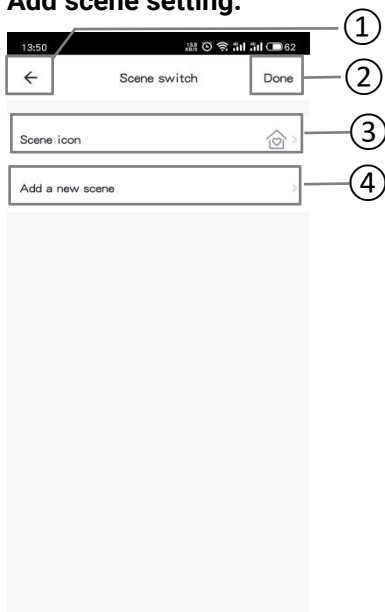 Add scene setting:
①
13:50 62
Scene switch Done ②
Scene icon ③
Add a new scene ④